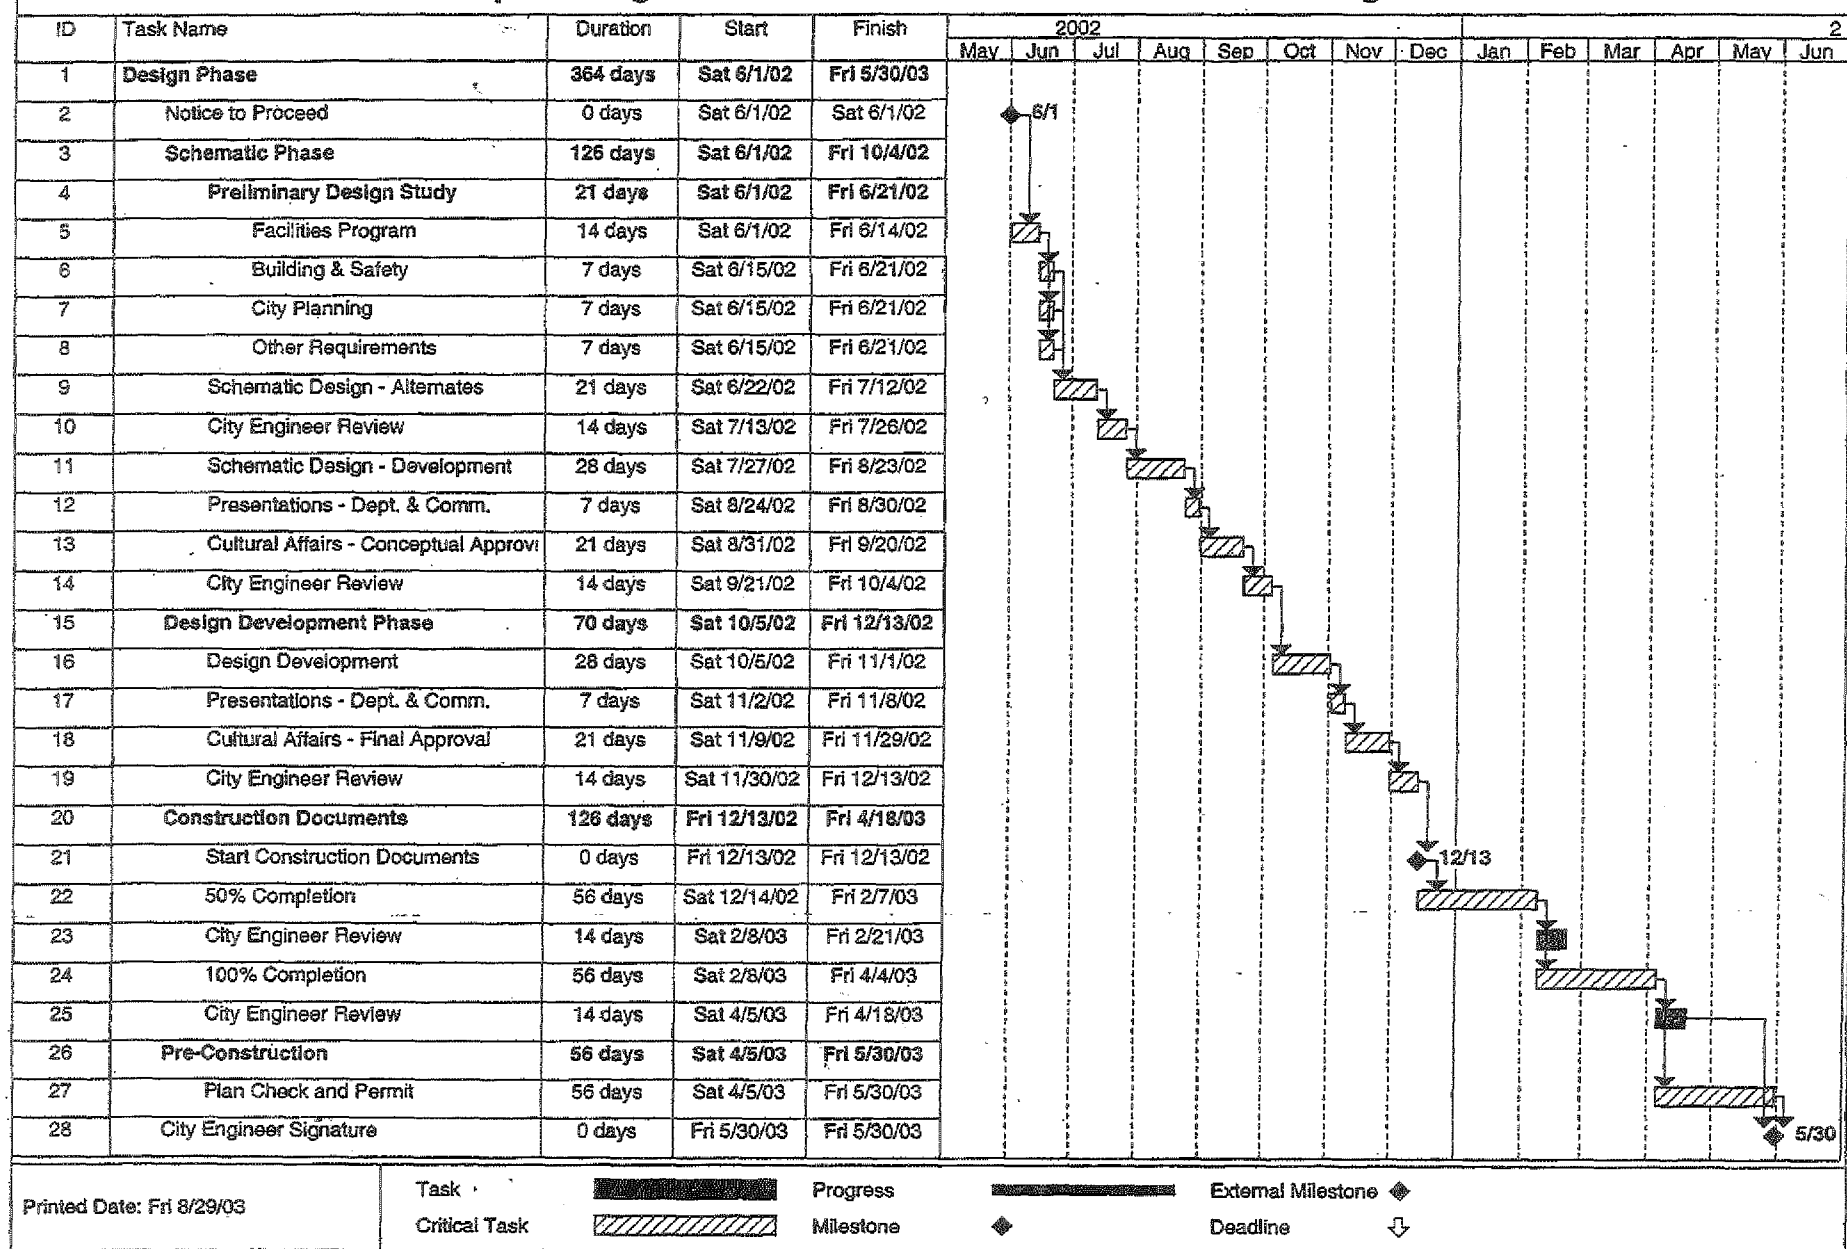 ID Task Name Duration Start Finish 2002 2
May Jun Jul Aug Sep Oct Nov Dec Jan Feb Mar Apr May Jun
1 Design Phase 364 days Sat 6/1/02 Fri 5/30/03
2 Notice to Proceed 0 days Sat 6/1/02 Sat 6/1/02 6/1
3 Schematic Phase 126 days Sat 6/1/02 Fri 10/4/02
4 Preliminary Design Study 21 days Sat 6/1/02 Fri 6/21/02
5 Facilities Program 14 days Sat 6/1/02 Fri 6/14/02
6 Building & Safety 7 days Sat 6/15/02 Fri 6/21/02
7 City Planning 7 days Sat 6/15/02 Fri 6/21/02
8 Other Requirements 7 days Sat 6/15/02 Fri 6/21/02
9 Schematic Design - Alternates 21 days Sat 6/22/02 Fri 7/12/02
10 City Engineer Review 14 days Sat 7/13/02 Fri 7/26/02
11 Schematic Design - Development 28 days Sat 7/27/02 Fri 8/23/02
12 Presentations - Dept. & Comm. 7 days Sat 8/24/02 Fri 8/30/02
13 Cultural Affairs - Conceptual Approv 21 days Sat 8/31/02 Fri 9/20/02
14 City Engineer Review 14 days Sat 9/21/02 Fri 10/4/02
15 Design Development Phase 70 days Sat 10/5/02 Fri 12/13/02
16 Design Development 28 days Sat 10/5/02 Fri 11/1/02
17 Presentations - Dept. & Comm. 7 days Sat 11/2/02 Fri 11/8/02
18 Cultural Affairs - Final Approval 21 days Sat 11/9/02 Fri 11/29/02
19 City Engineer Review 14 days Sat 11/30/02 Fri 12/13/02
20 Construction Documents 126 days Fri 12/13/02 Fri 4/18/03
21 Start Construction Documents 0 days Fri 12/13/02 Fri 12/13/02 12/13
22 50% Completion 56 days Sat 12/14/02 Fri 2/7/03
23 City Engineer Review 14 days Sat 2/8/03 Fri 2/21/03
24 100% Completion 56 days Sat 2/8/03 Fri 4/4/03
25 City Engineer Review 14 days Sat 4/5/03 Fri 4/18/03
26 Pre-Construction 56 days Sat 4/5/03 Fri 5/30/03
27 Plan Check and Permit 56 days Sat 4/5/03 Fri 5/30/03
28 City Engineer Signature 0 days Fri 5/30/03 Fri 5/30/03 5/30
Printed Date: Fri 8/29/03
Task Progress External Milestone
Critical Task Milestone Deadline